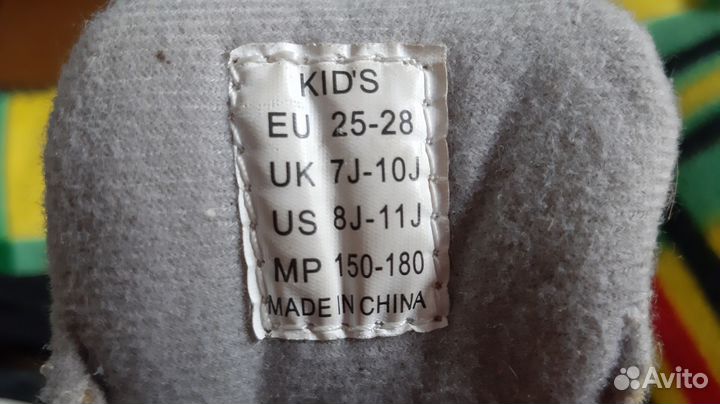 KID'S
EU 25-28
UK 7J-10J
US 8J-11J
MP 150-180
MADE IN CHINA
Avito